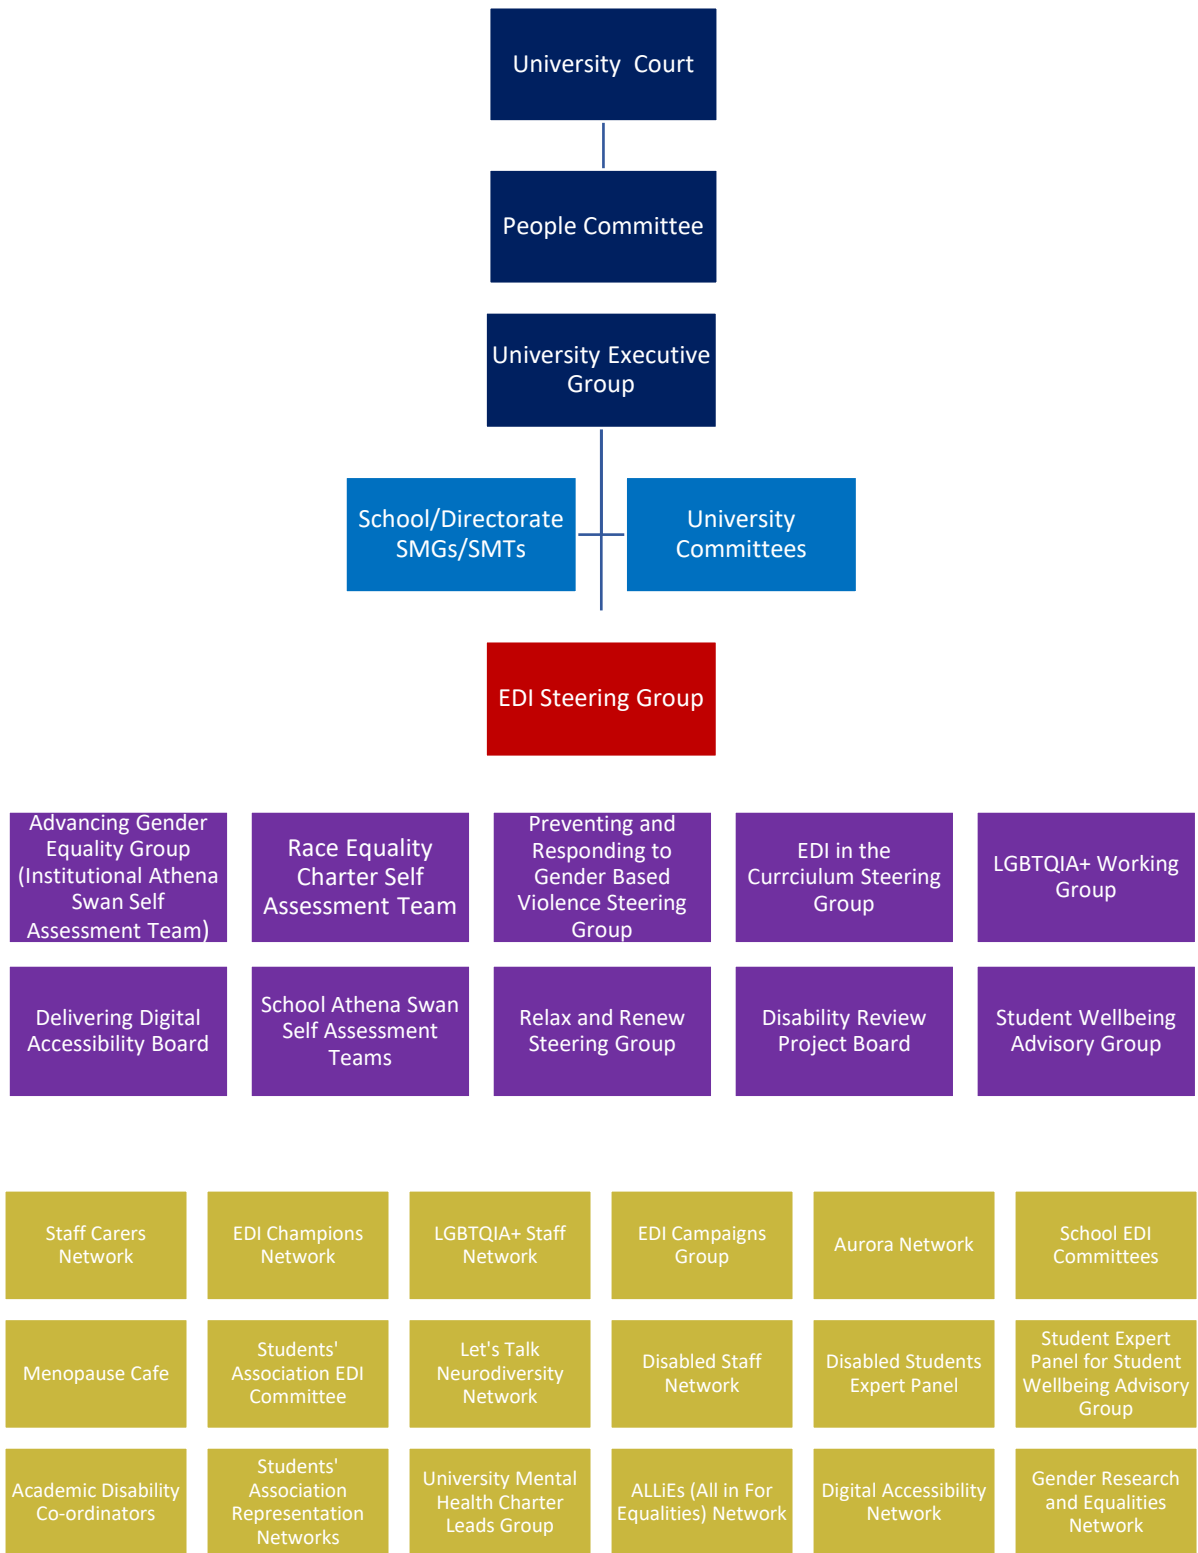 University Court
People Committee
University Executive
Group
School/Directorate
SMGs/SMTs
University
Committees
EDI Steering Group
Advancing Gender
Equality Group
(Institutional Athena
Swan Self
Assessment Team)
Race Equality
Charter Self
Assessment Team
Preventing and
Responding to
Gender Based
Violence Steering
Group
EDI in the
Currciulum Steering
Group
LGBTQIA+ Working
Group
Delivering Digital
Accessibility Board
School Athena Swan
Self Assessment
Teams
Relax and Renew
Steering Group
Disability Review
Project Board
Student Wellbeing
Advisory Group
Staff Carers
Network
EDI Champions
Network
LGBTQIA+ Staff
Network
EDI Campaigns
Group
Aurora Network
School EDI
Committees
Menopause Cafe
Students'
Association EDI
Committee
Let's Talk
Neurodiversity
Network
Disabled Staff
Network
Disabled Students
Expert Panel
Student Expert
Panel for Student
Wellbeing Advisory
Group
Academic Disability
Co-ordinators
Students'
Association
Representation
Networks
University Mental
Health Charter
Leads Group
ALLiEs (All in For
Equalities) Network
Digital Accessibility
Network
Gender Research
and Equalities
Network